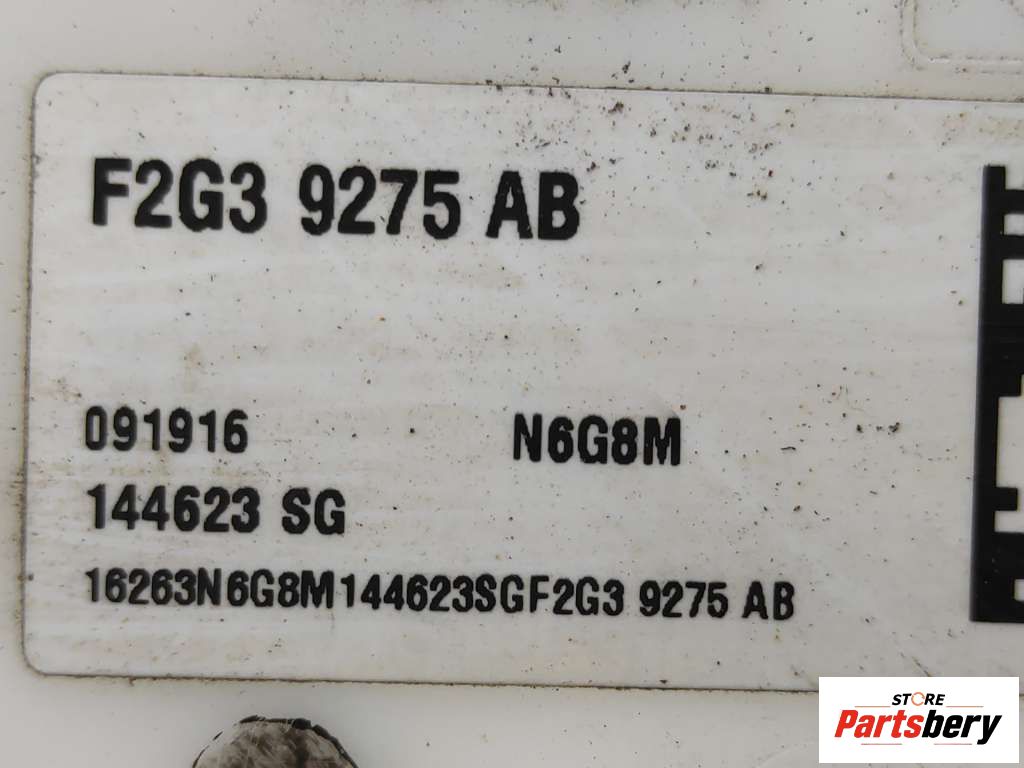 F2G3 9275 AB
091916 N6G8M
144623 SG
16263N6G8M144623SGF2G3 9275 AB
STORE
Partsbery